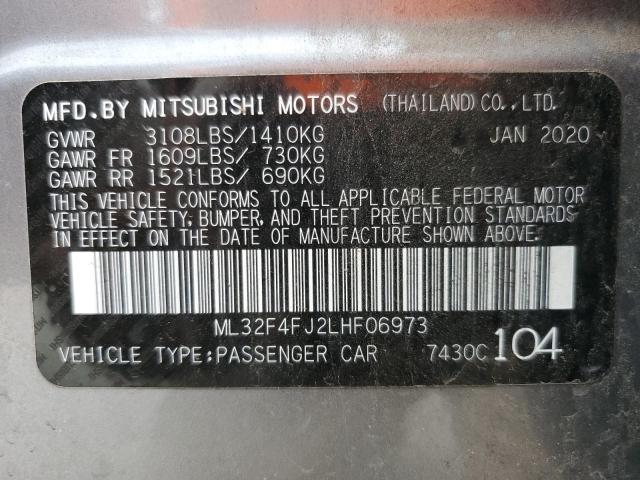 MFD.BY MITSUBISHI MOTORS (THAILAND)CO.,LTD.
GVWR 3108LBS/1410KG JAN 2020
GAWR FR 1609LBS/ 730KG
GAWR RR 1521LBS/ 690KG
THIS VEHICLE CONFORMS TO ALL APPLICABLE FEDERAL MOTOR
VEHICLE SAFETY, BUMPER, AND THEFT PREVENTION STANDARDS
IN EFFECT ON THE DATE OF MANUFACTURE SHOWN ABOVE.
ML32F4FJ2LHF06973
VEHICLE TYPE:PASSENGER CAR 7430C 104